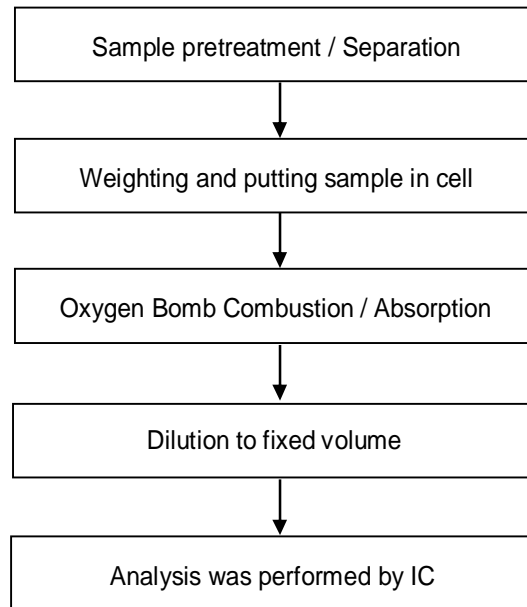 Sample pretreatment / Separation
Weighting and putting sample in cell
Oxygen Bomb Combustion / Absorption
Dilution to fixed volume
Analysis was performed by IC